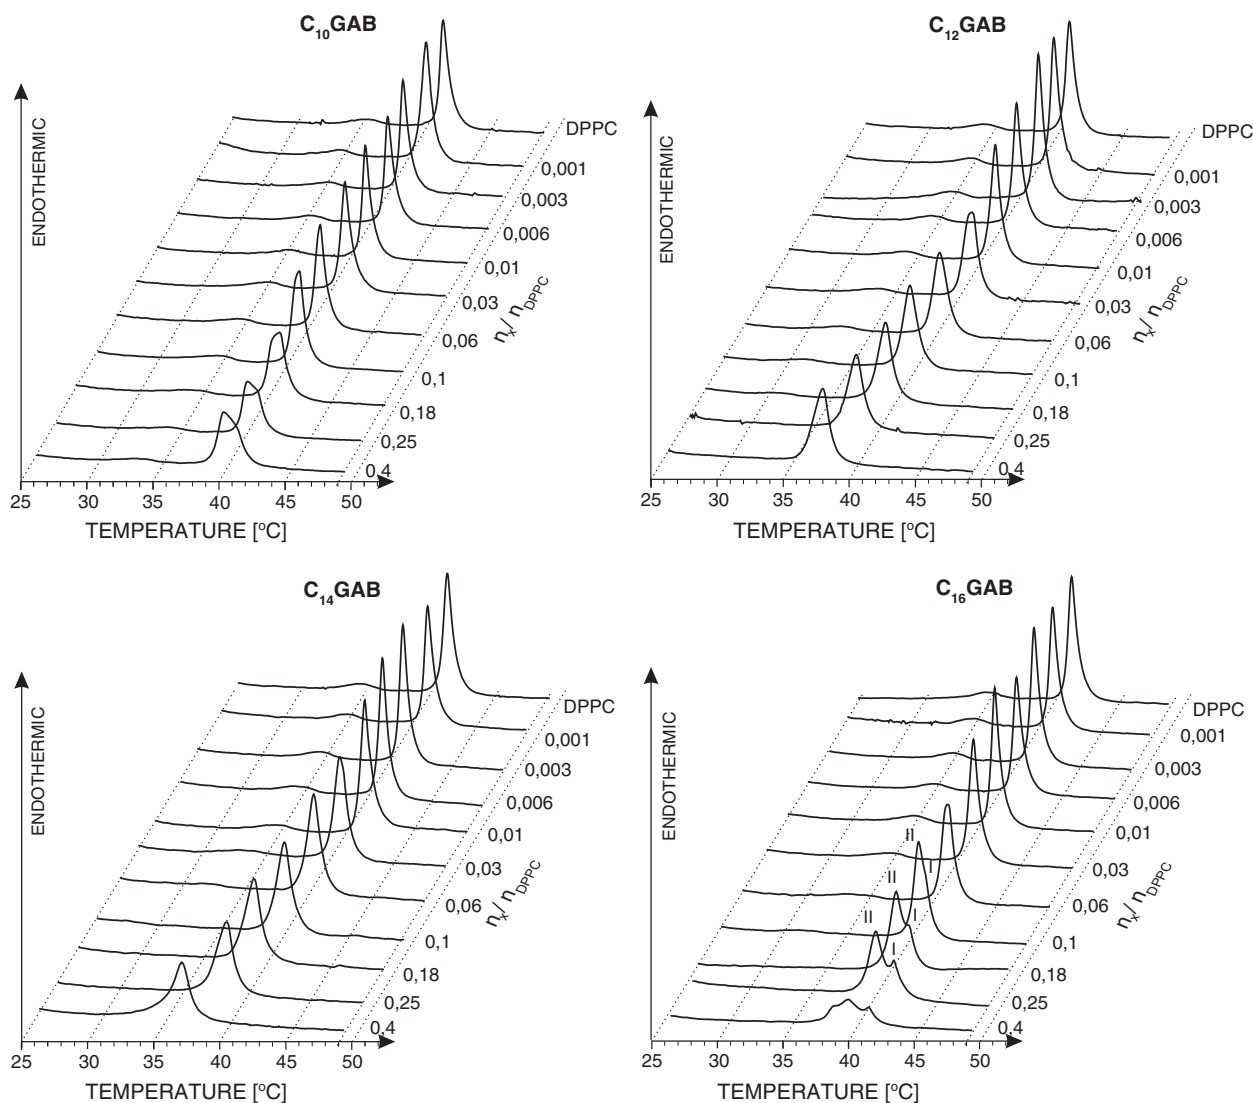 C₁₀GAB
ENDOTHERMIC
DPPC
0,001
0,003
0,006
0,01
0,03
0,06
0,1
0,18
0,25
0,4
nₓ/ n_DPPC
25 30 35 40 45 50
TEMPERATURE [ºC]
C₁₂GAB
ENDOTHERMIC
DPPC
0,001
0,003
0,006
0,01
0,03
0,06
0,1
0,18
0,25
0,4
nₓ/ n_DPPC
25 30 35 40 45 50
TEMPERATURE [ºC]
C₁₄GAB
ENDOTHERMIC
DPPC
0,001
0,003
0,006
0,01
0,03
0,06
0,1
0,18
0,25
0,4
nₓ/ n_DPPC
25 30 35 40 45 50
TEMPERATURE [ºC]
C₁₆GAB
ENDOTHERMIC
DPPC
0,001
0,003
0,006
0,01
0,03
0,06
0,1
0,18
0,25
0,4
nₓ/ n_DPPC
II
I
II
I
II
I
25 30 35 40 45 50
TEMPERATURE [ºC]